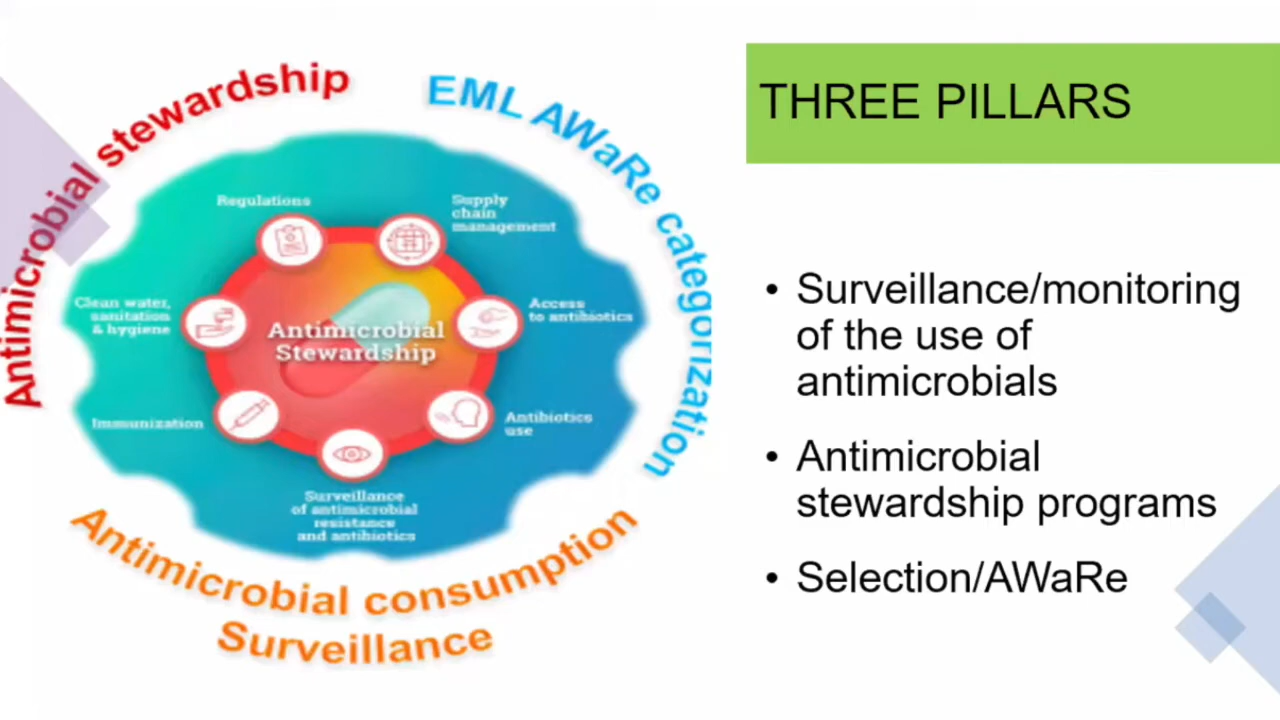 Antimicrobial stewardship
EML AWaRe categorization
Regulations
Supply
chain
management
Clean water,
sanitation
& hygiene
Access
to antibiotics
Antimicrobial
Stewardship
Immunization
Antibiotics
use
Surveillance
of antimicrobial
resistance
and antibiotics
Antimicrobial consumption
Surveillance
THREE PILLARS
• Surveillance/monitoring
of the use of
antimicrobials
• Antimicrobial
stewardship programs
• Selection/AWaRe